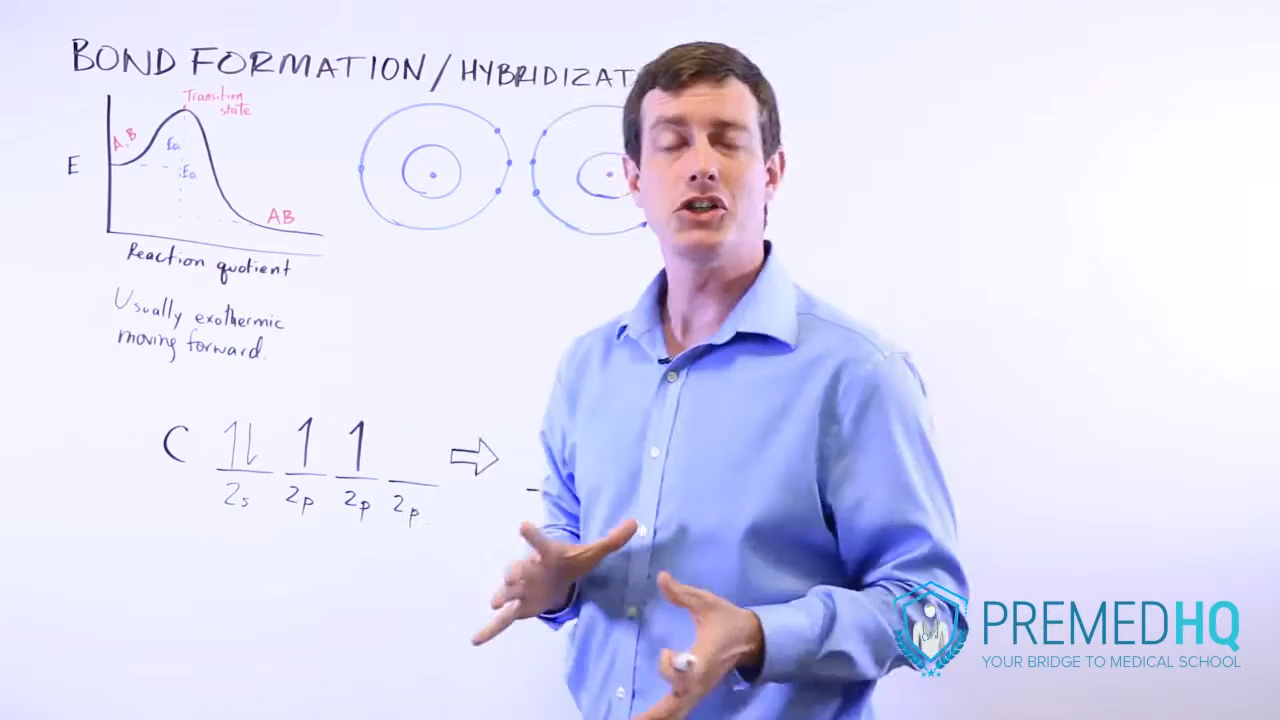 BOND FORMATION / HYBRIDIZAT
Transition
state
A,B
Ea
E
Ea
AB
Reaction quotient
Usually exothermic
moving forward.
C
2s 2p 2p 2p
PREMEDHQ
YOUR BRIDGE TO MEDICAL SCHOOL